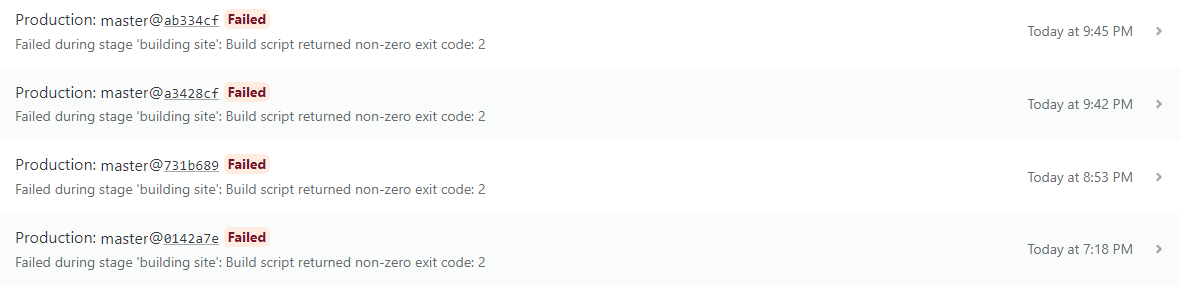 Production: master@ab334cf Failed
Failed during stage 'building site': Build script returned non-zero exit code: 2
Today at 9:45 PM
Production: master@a3428cf Failed
Failed during stage 'building site': Build script returned non-zero exit code: 2
Today at 9:42 PM
Production: master@731b689 Failed
Failed during stage 'building site': Build script returned non-zero exit code: 2
Today at 8:53 PM
Production: master@0142a7e Failed
Failed during stage 'building site': Build script returned non-zero exit code: 2
Today at 7:18 PM